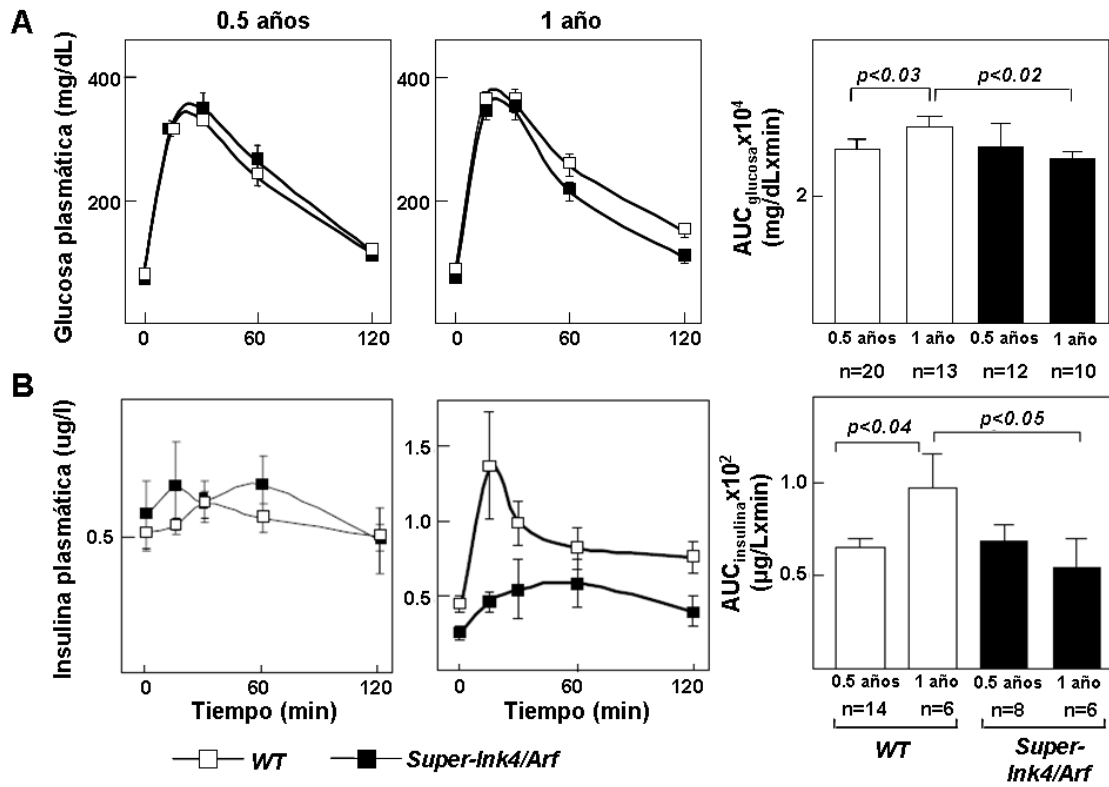 A
0.5 años
1 año
Glucosa plasmática (mg/dL)
400
200
0
60
120
400
200
0
60
120
AUCglucosax10⁴
(mg/dLxmin)
2
p<0.03
p<0.02
0.5 años
1 año
0.5 años
1 año
n=20
n=13
n=12
n=10
B
Insulina plasmática (ug/l)
0.5
0
60
120
Tiempo (min)
1.5
1.0
0.5
0
60
120
Tiempo (min)
AUCinsulinax10²
(µg/Lxmin)
1.0
0.5
p<0.04
p<0.05
0.5 años
1 año
0.5 años
1 año
n=14
n=6
n=8
n=6
WT
Super-
Ink4/Arf
WT
Super-Ink4/Arf